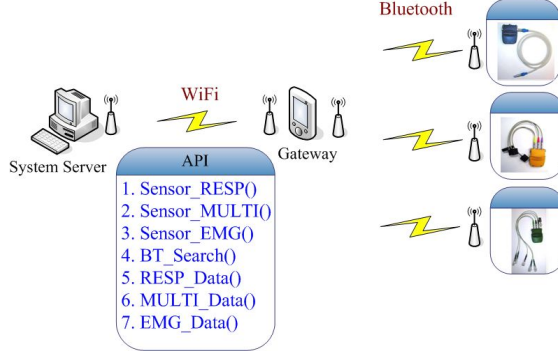 Bluetooth
WiFi
System Server
Gateway
API
1. Sensor_RESP()
2. Sensor_MULTI()
3. Sensor_EMG()
4. BT_Search()
5. RESP_Data()
6. MULTI_Data()
7. EMG_Data()